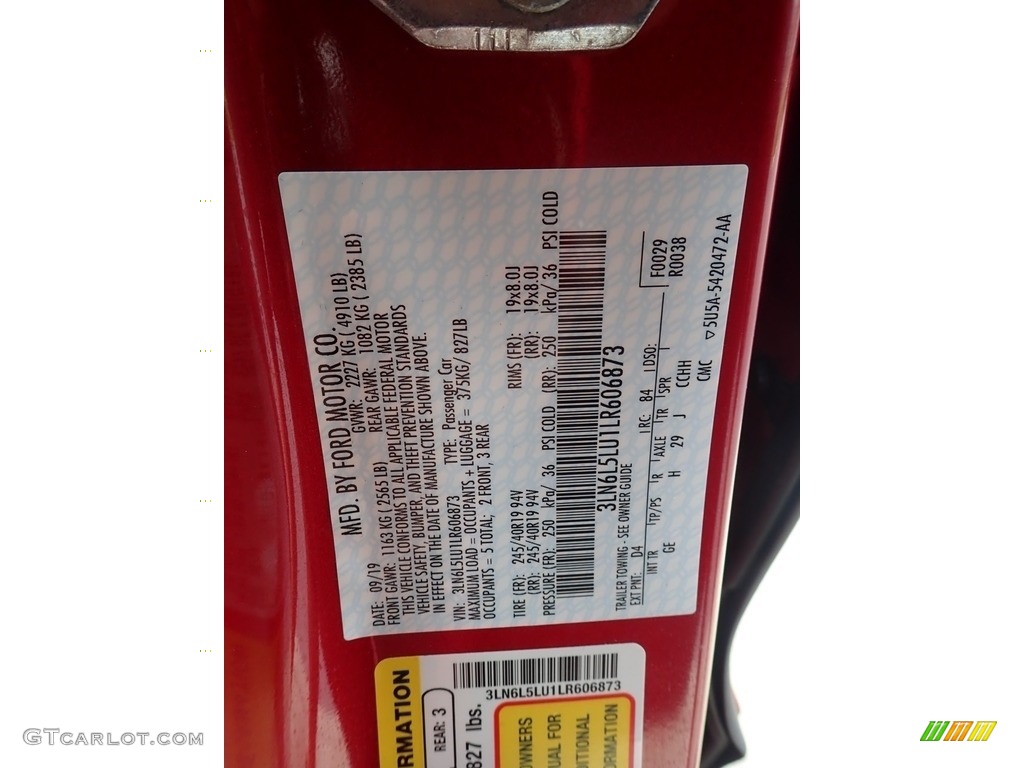 MFD. BY FORD MOTOR CO.
DATE: 09/19 GVWR: 2227 KG ( 4910 LB)
FRONT GAWR: 1163 KG ( 2565 LB) REAR GAWR: 1082 KG ( 2385 LB)
THIS VEHICLE CONFORMS TO ALL APPLICABLE FEDERAL MOTOR
VEHICLE SAFETY, BUMPER, AND THEFT PREVENTION STANDARDS
IN EFFECT ON THE DATE OF MANUFACTURE SHOWN ABOVE.
VIN: 3LN6L5LU1LR606873 TYPE: Passenger Car
MAXIMUM LOAD = OCCUPANTS + LUGGAGE = 375KG/ 827LB
OCCUPANTS = 5 TOTAL; 2 FRONT, 3 REAR
TIRE (FR): 245/40R19 94V RIMS (FR): 19x8.0J
(RR): 245/40R19 94V (RR): 19x8.0J
PRESSURE (FR): 250 kPa/ 36 PSI COLD (RR): 250 kPa/ 36 PSI COLD
3LN6L5LU1LR606873
TRAILER TOWING - SEE OWNER GUIDE
EXT PNT: D4 RC: 84 DSO: F0029
INT TR TP/PS R AXLE TR SPR R0038
GE H 29 J CCHH
CMC 5U5A-5420472-AA
RMATION
REAR: 3
827 lbs.
3LN6L5LU1LR606873
OWNERS
UAL FOR
ITIONAL
RMATION
GTCARLOT.COM